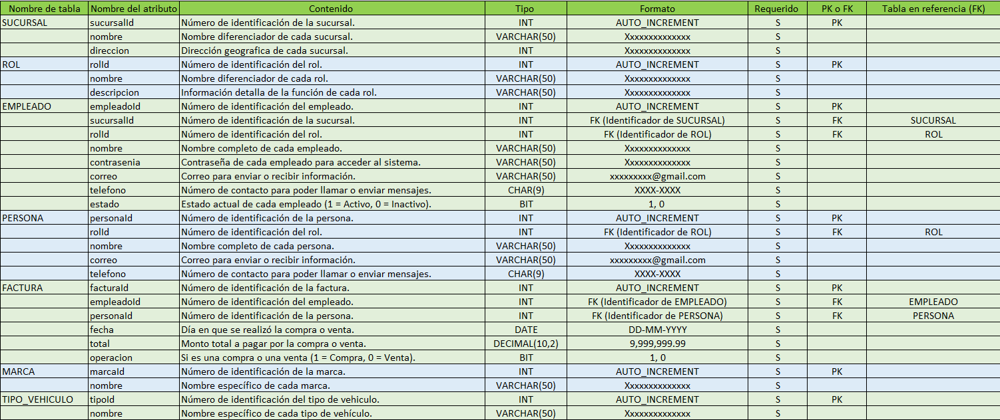 Nombre de tabla Nombre del atributo Contenido Tipo Formato Requerido PK o FK Tabla en referencia (FK)
SUCURSAL sucursalId Número de identificación de la sucursal. INT AUTO_INCREMENT S PK
nombre Nombre diferenciador de cada sucursal. VARCHAR(50) Xxxxxxxxxxxxxx S
direccion Dirección geografica de cada sucursal. INT Xxxxxxxxxxxxxx S
ROL rolId Número de identificación del rol. INT AUTO_INCREMENT S PK
nombre Nombre diferenciador de cada rol. VARCHAR(50) Xxxxxxxxxxxxxx S
descripcion Información detalla de la función de cada rol. VARCHAR(50) Xxxxxxxxxxxxxx S
EMPLEADO empleadoId Número de identificación del empleado. INT AUTO_INCREMENT S PK
sucursalId Número de identificación de la sucursal. INT FK (Identificador de SUCURSAL) S FK SUCURSAL
rolId Número de identificación del rol. INT FK (Identificador de ROL) S FK ROL
nombre Nombre completo de cada empleado. VARCHAR(50) Xxxxxxxxxxxxxx S
contrasenia Contraseña de cada empleado para acceder al sistema. VARCHAR(50) Xxxxxxxxxxxxxx S
correo Correo para enviar o recibir información. VARCHAR(50) xxxxxxxxx@gmail.com S
telefono Número de contacto para poder llamar o enviar mensajes. CHAR(9) XXXX-XXXX S
estado Estado actual de cada empleado (1 = Activo, 0 = Inactivo). BIT 1, 0 S
PERSONA personaId Número de identificación de la persona. INT AUTO_INCREMENT S PK
rolId Número de identificación del rol. INT FK (Identificador de ROL) S FK ROL
nombre Nombre completo de cada persona. VARCHAR(50) Xxxxxxxxxxxxxx S
correo Correo para enviar o recibir información. VARCHAR(50) xxxxxxxxx@gmail.com S
telefono Número de contacto para poder llamar o enviar mensajes. CHAR(9) XXXX-XXXX S
FACTURA facturaId Número de identificación de la factura. INT AUTO_INCREMENT S PK
empleadoId Número de identificación del empleado. INT FK (Identificador de EMPLEADO) S FK EMPLEADO
personaId Número de identificación de la persona. INT FK (Identificador de PERSONA) S FK PERSONA
fecha Día en que se realizó la compra o venta. DATE DD-MM-YYYY S
total Monto total a pagar por la compra o venta. DECIMAL(10,2) 9,999,999.99 S
operacion Si es una compra o una venta (1 = Compra, 0 = Venta). BIT 1, 0 S
MARCA marcaId Número de identificación de la marca. INT AUTO_INCREMENT S PK
nombre Nombre específico de cada marca. VARCHAR(50) Xxxxxxxxxxxxxx S
TIPO_VEHICULO tipoId Número de identificación del tipo de vehiculo. INT AUTO_INCREMENT S PK
nombre Nombre específico de cada tipo de vehículo. VARCHAR(50) Xxxxxxxxxxxxxx S